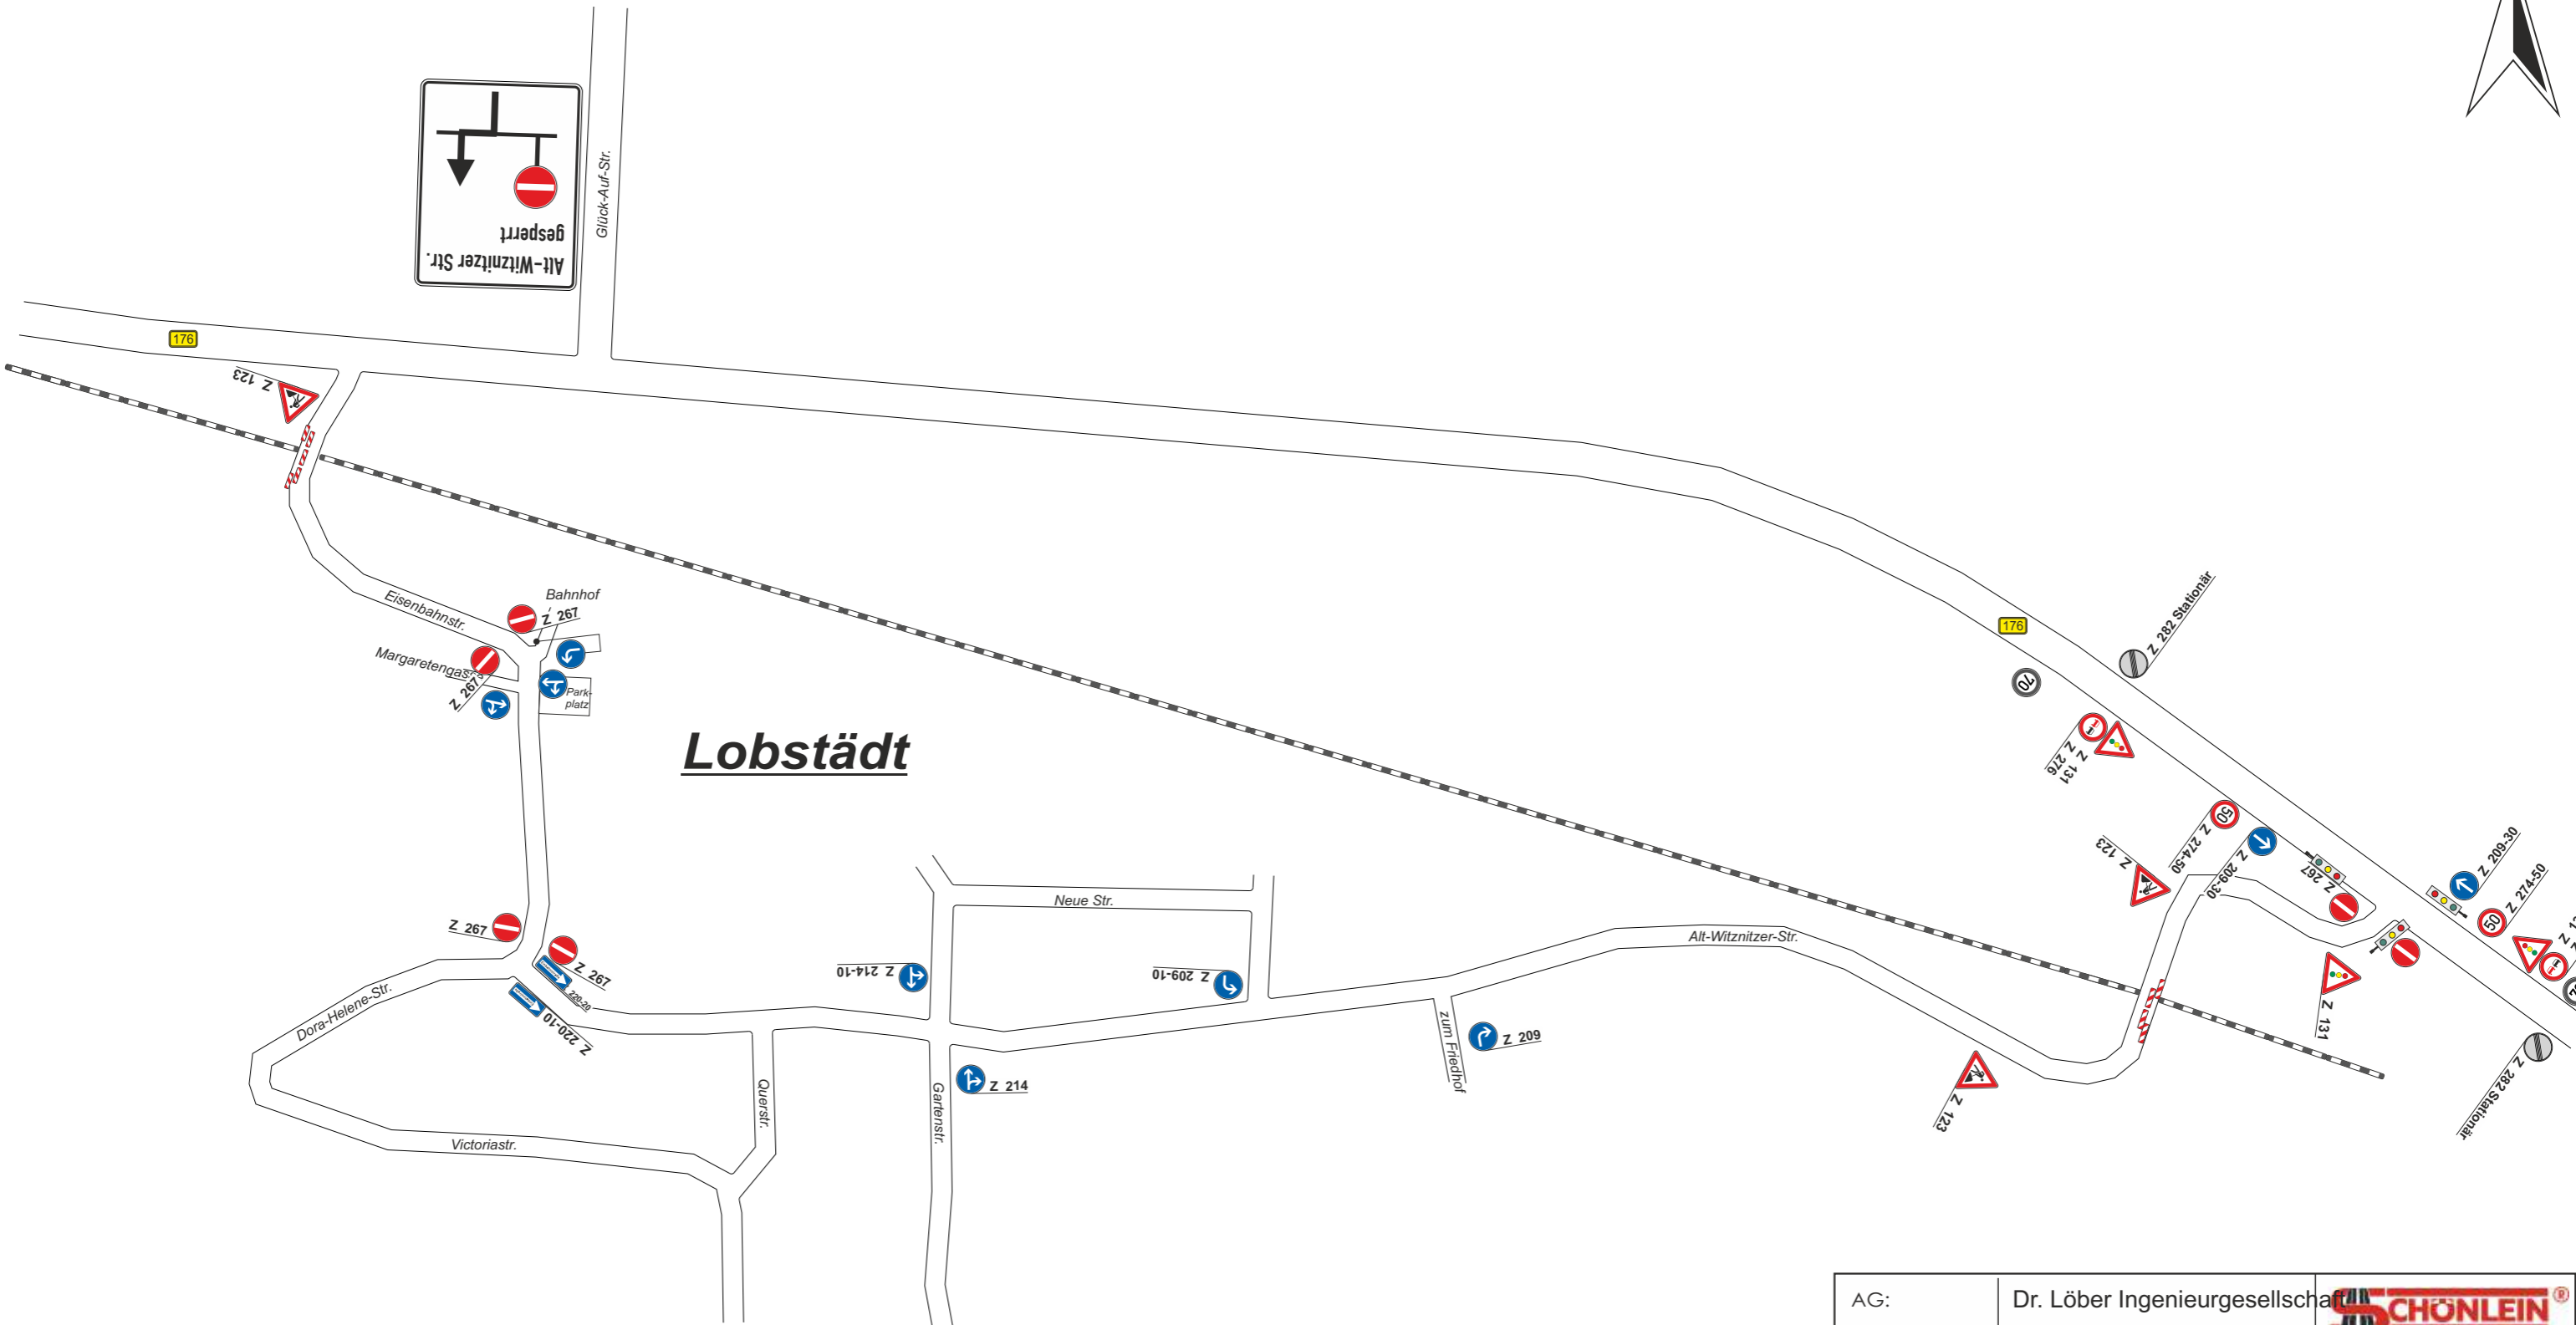 Alt-Witznitzer Str.
gesperrt
Glück-Auf-Str.
176
Z 123
Eisenbahnstr.
Bahnhof
Z 267
Margaretengasse
Z 267
Park-
platz
Lobstädt
176
Z 282 Stationär
70
Z 276
Z 131
50
Z 274-50
Z 123
Z 209-30
Z 267
Z 209-30
50
Z 274-50
Z 131
Z 282 Stationär
Z 267
Z 267
220-20
Z 220-10
Dora-Helene-Str.
Victoriastr.
Querstr.
Gartenstr.
Z 214-10
Z 214
Neue Str.
Z 209-10
zum Friedhof
Z 209
Alt-Witznitzer-Str.
Z 123
AG:
Dr. Löber Ingenieurgesellschaft
SCHÖNLEIN®